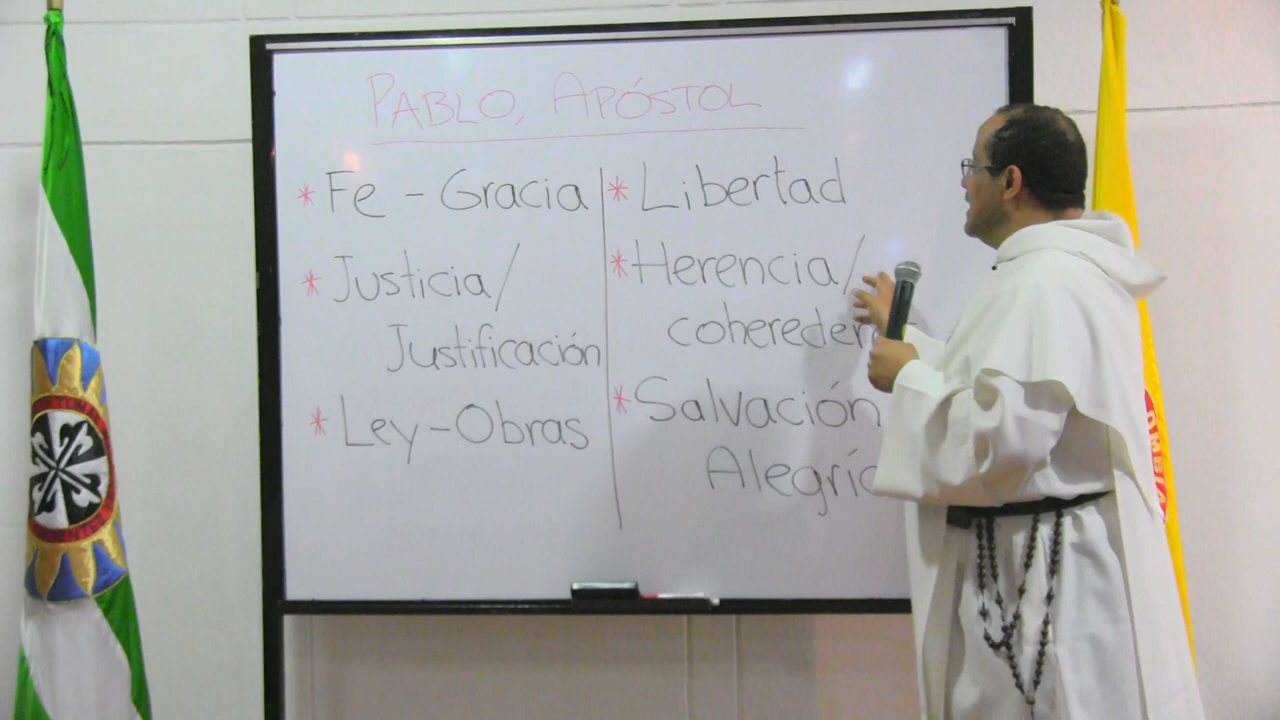 PABLO, APÓSTOL
* Fe - Gracia
* Justicia/
Justificación
* Ley - Obras
* Libertad
* Herencia/
* Salvación